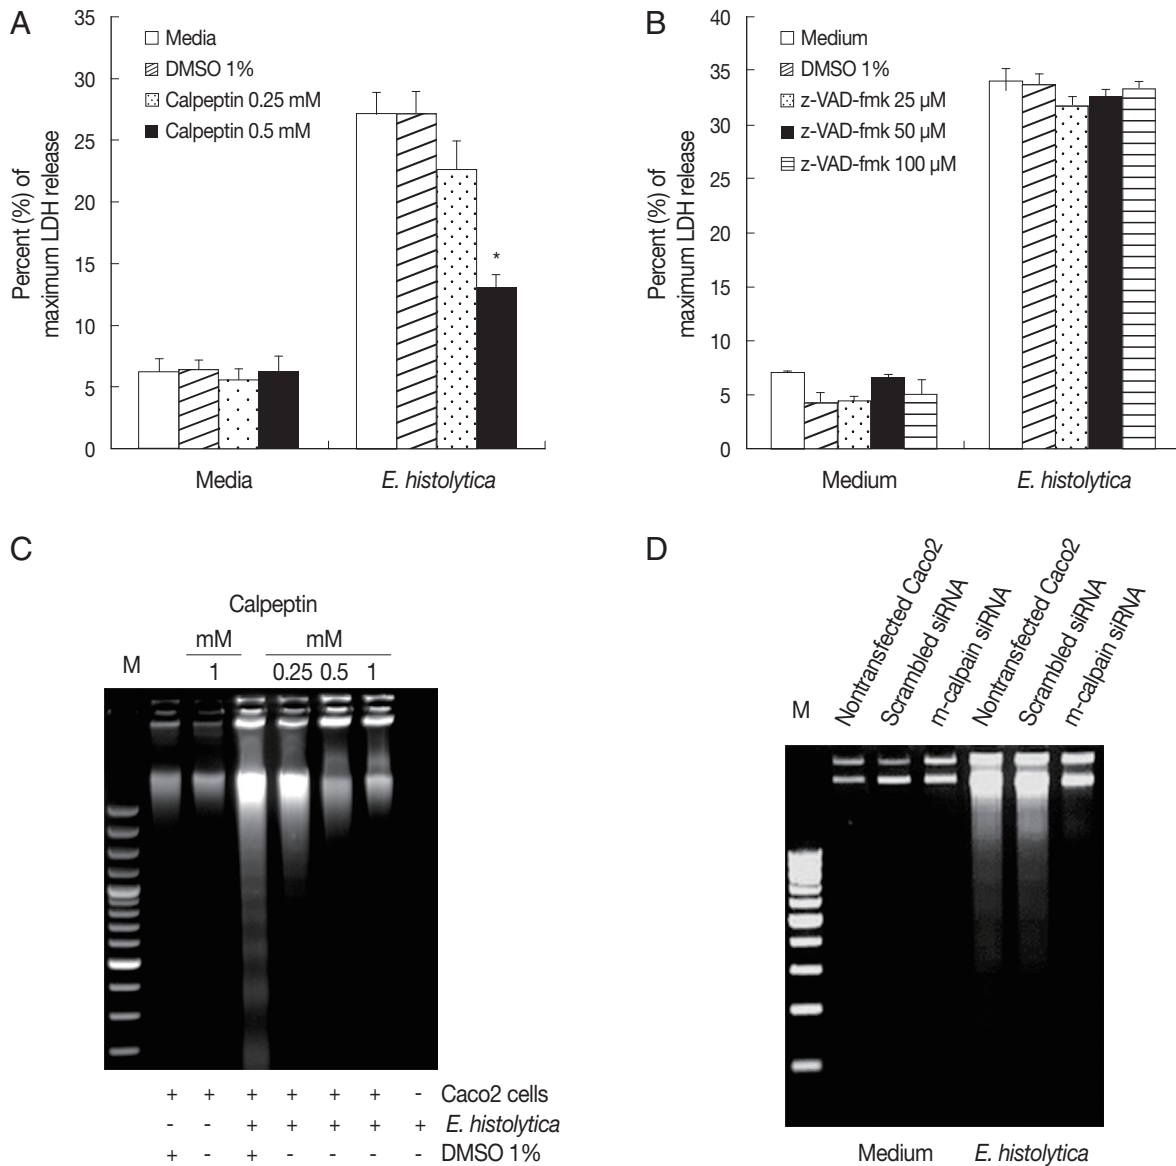 A
Percent (%) of
maximum LDH release
35
30
25
20
15
10
5
0
Media
DMSO 1%
Calpeptin 0.25 mM
Calpeptin 0.5 mM
*
Media
E. histolytica
B
Percent (%) of
maximum LDH release
40
35
30
25
20
15
10
5
0
Medium
DMSO 1%
z-VAD-fmk 25 µM
z-VAD-fmk 50 µM
z-VAD-fmk 100 µM
Medium
E. histolytica
C
Calpeptin
mM mM
M 1 0.25 0.5 1
+ + + + + + - Caco2 cells
- - + + + + + E. histolytica
+ - + - - - - DMSO 1%
D
M
Nontransfected Caco2
Scrambled siRNA
m-calpain siRNA
Nontransfected Caco2
Scrambled siRNA
m-calpain siRNA
Medium
E. histolytica